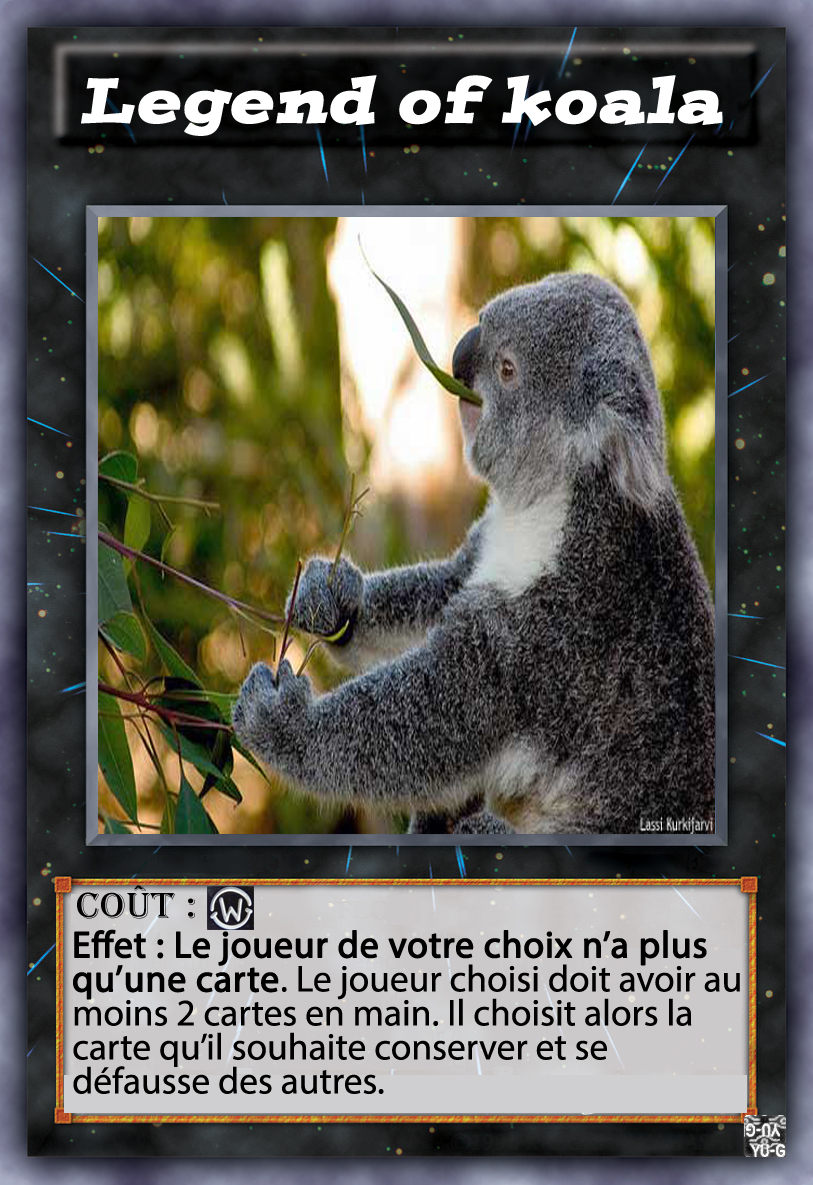 Legend of koala
Lassi Kurkijarvi
COÛT : W
Effet : Le joueur de votre choix n'a plus
qu'une carte. Le joueur choisi doit avoir au
moins 2 cartes en main. Il choisit alors la
carte qu'il souhaite conserver et se
défausse des autres.
YU-G
YU-G